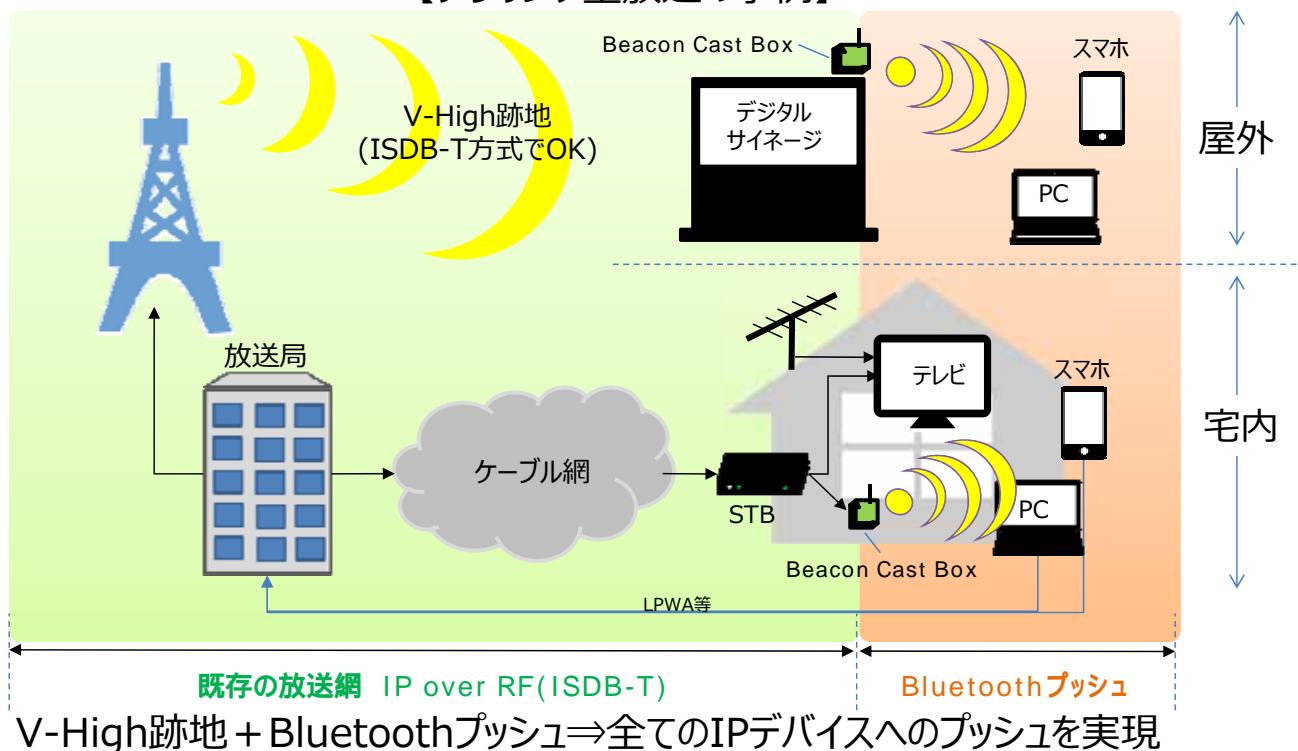 Beacon Cast Box
スマホ
V-High跡地
(ISDB-T方式でOK)
デジタル
サイネージ
PC
屋外
放送局
テレビ
スマホ
宅内
ケーブル網
STB
PC
Beacon Cast Box
LPWA等
既存の放送網 IP over RF(ISDB-T)
Bluetoothプッシュ
V-High跡地+Bluetoothプッシュ⇒全てのIPデバイスへのプッシュを実現